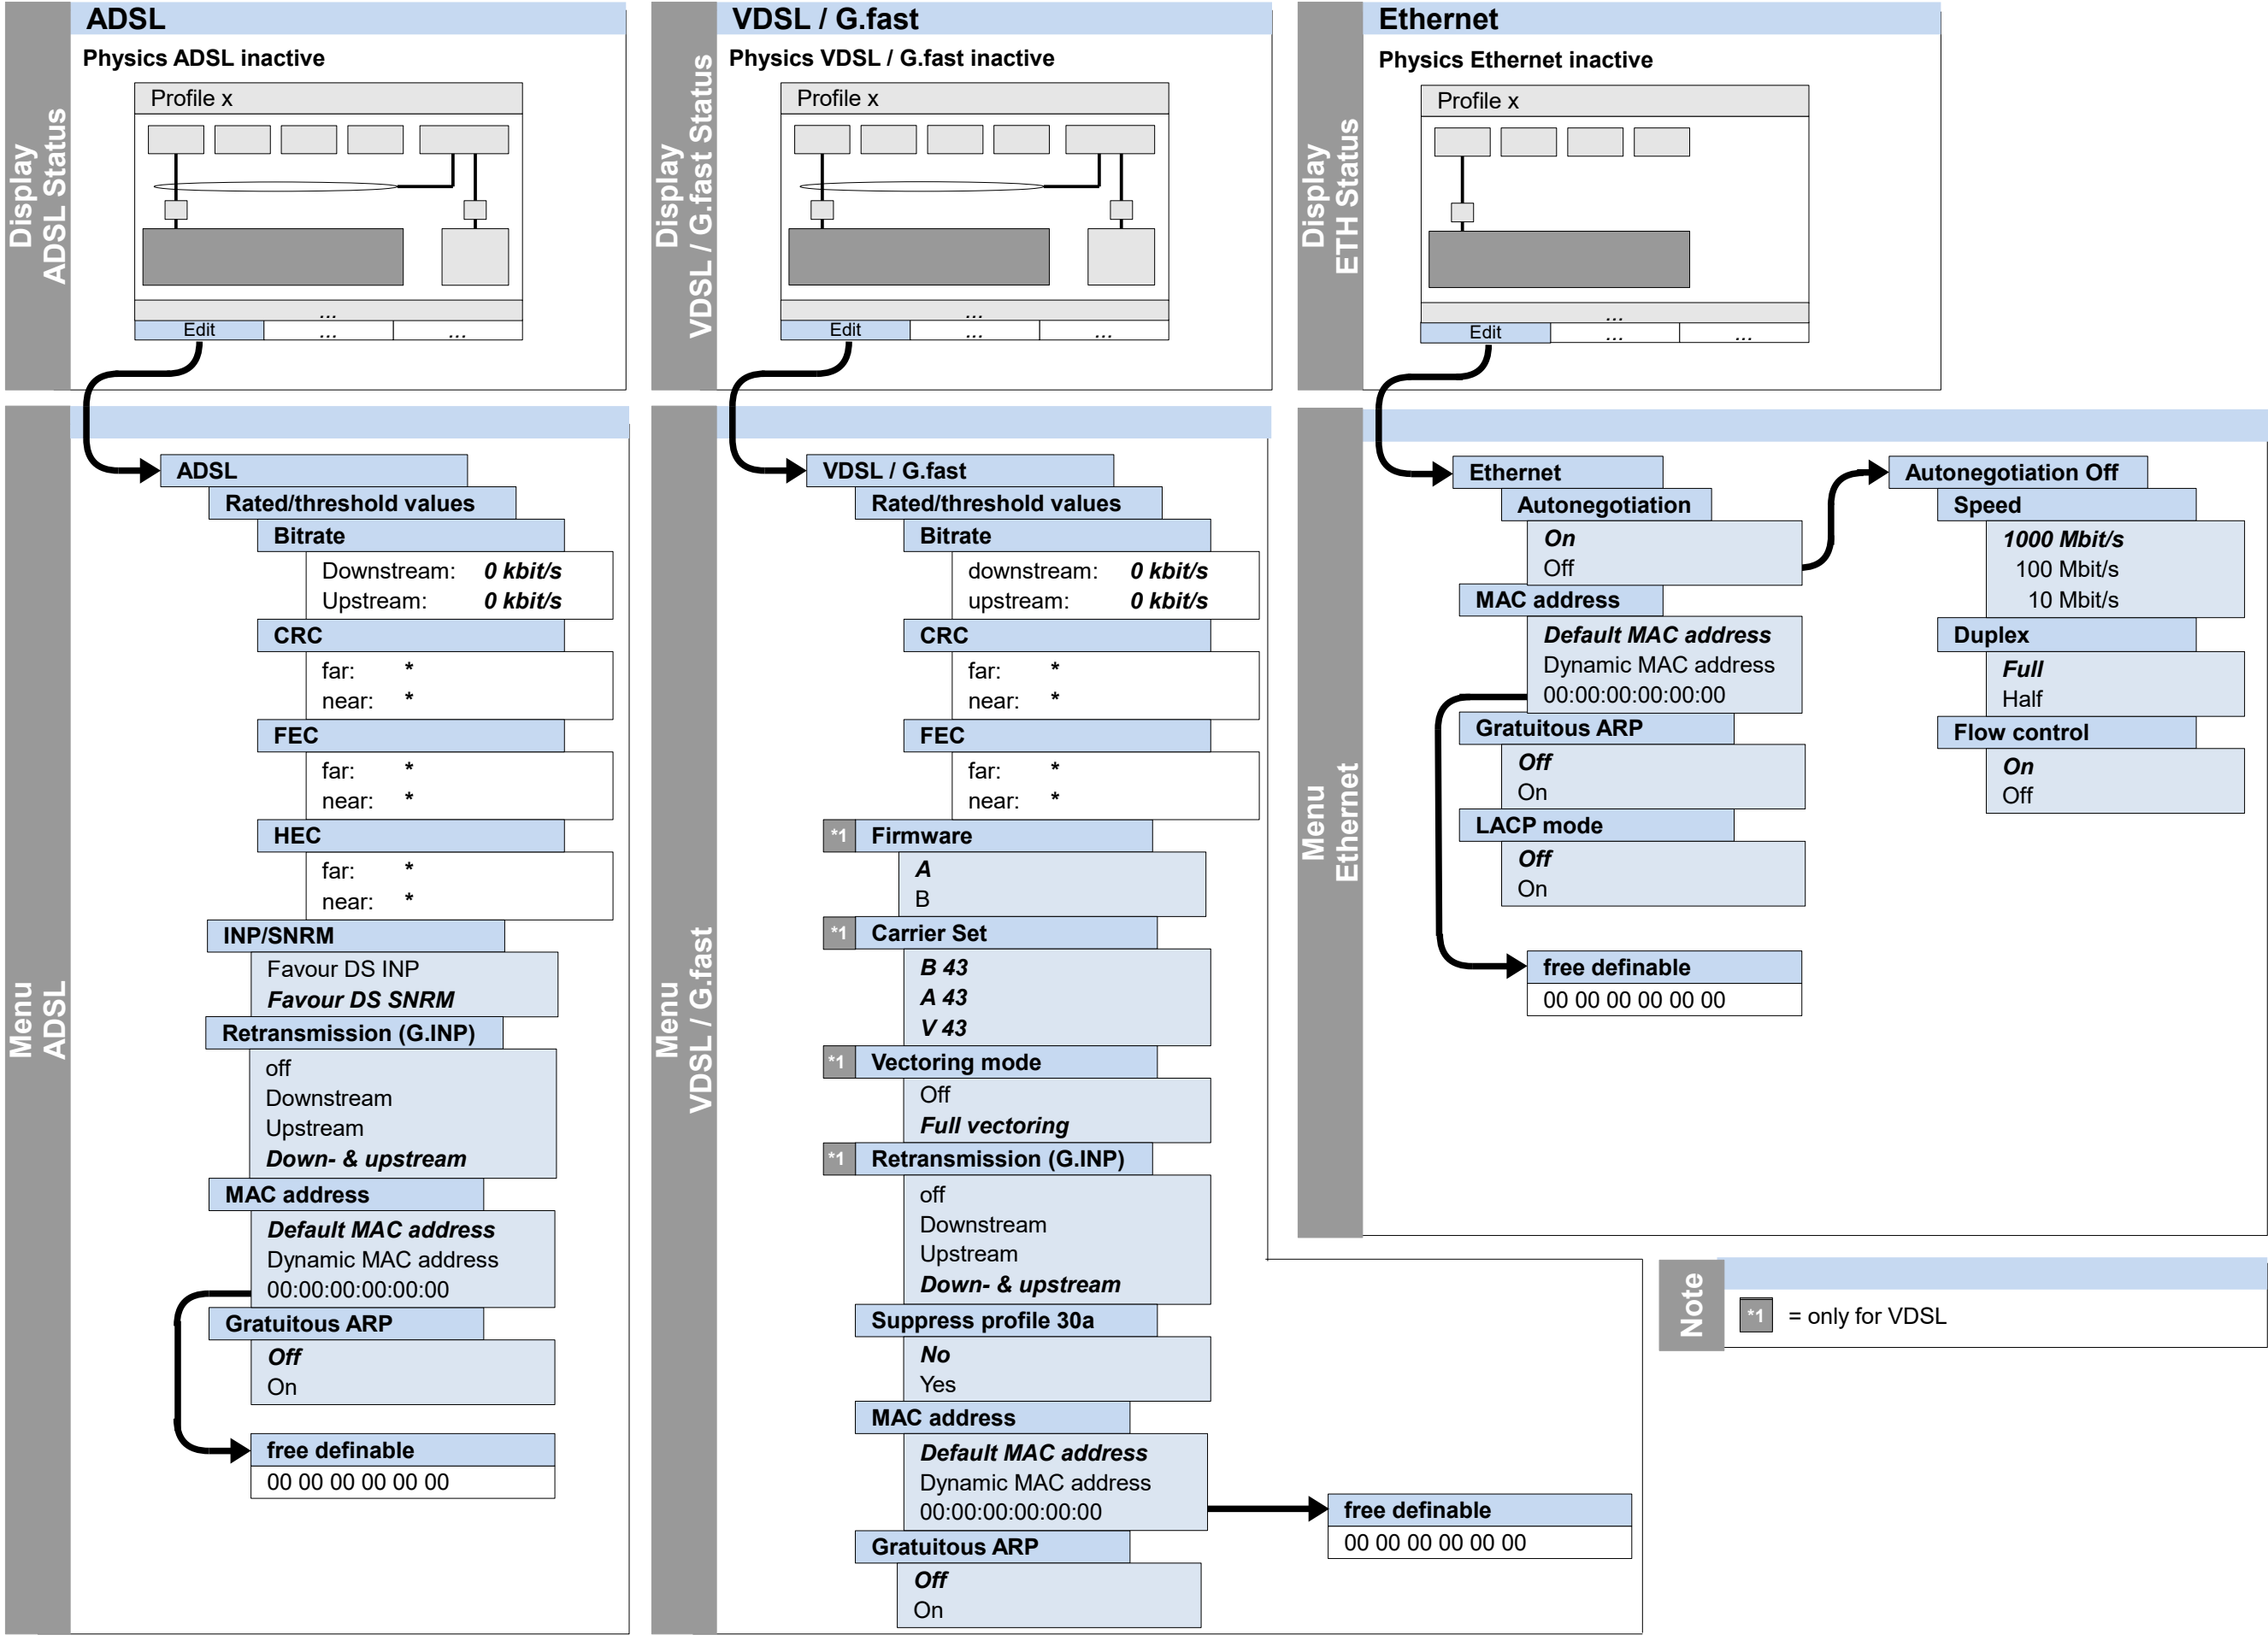 ADSL
Display
ADSL Status
Physics ADSL inactive
Profile x
...
Edit
...
...
Menu
ADSL
ADSL
Rated/threshold values
Bitrate
Downstream: 0 kbit/s
Upstream: 0 kbit/s
CRC
far: *
near: *
FEC
far: *
near: *
HEC
far: *
near: *
INP/SNRM
Favour DS INP
Favour DS SNRM
Retransmission (G.INP)
off
Downstream
Upstream
Down- & upstream
MAC address
Default MAC address
Dynamic MAC address
00:00:00:00:00:00
Gratuitous ARP
Off
On
free definable
00 00 00 00 00 00
VDSL / G.fast
Display
VDSL / G.fast Status
Physics VDSL / G.fast inactive
Profile x
...
Edit
...
...
Menu
VDSL / G.fast
VDSL / G.fast
Rated/threshold values
Bitrate
downstream: 0 kbit/s
upstream: 0 kbit/s
CRC
far: *
near: *
FEC
far: *
near: *
*1 Firmware
A
B
*1 Carrier Set
B 43
A 43
V 43
*1 Vectoring mode
Off
Full vectoring
*1 Retransmission (G.INP)
off
Downstream
Upstream
Down- & upstream
Suppress profile 30a
No
Yes
MAC address
Default MAC address
Dynamic MAC address
00:00:00:00:00:00
Gratuitous ARP
Off
On
free definable
00 00 00 00 00 00
Ethernet
Display
ETH Status
Physics Ethernet inactive
Profile x
...
Edit
...
...
Menu
Ethernet
Ethernet
Autonegotiation
On
Off
MAC address
Default MAC address
Dynamic MAC address
00:00:00:00:00:00
Gratuitous ARP
Off
On
LACP mode
Off
On
free definable
00 00 00 00 00 00
Autonegotiation Off
Speed
1000 Mbit/s
100 Mbit/s
10 Mbit/s
Duplex
Full
Half
Flow control
On
Off
Note
*1 = only for VDSL